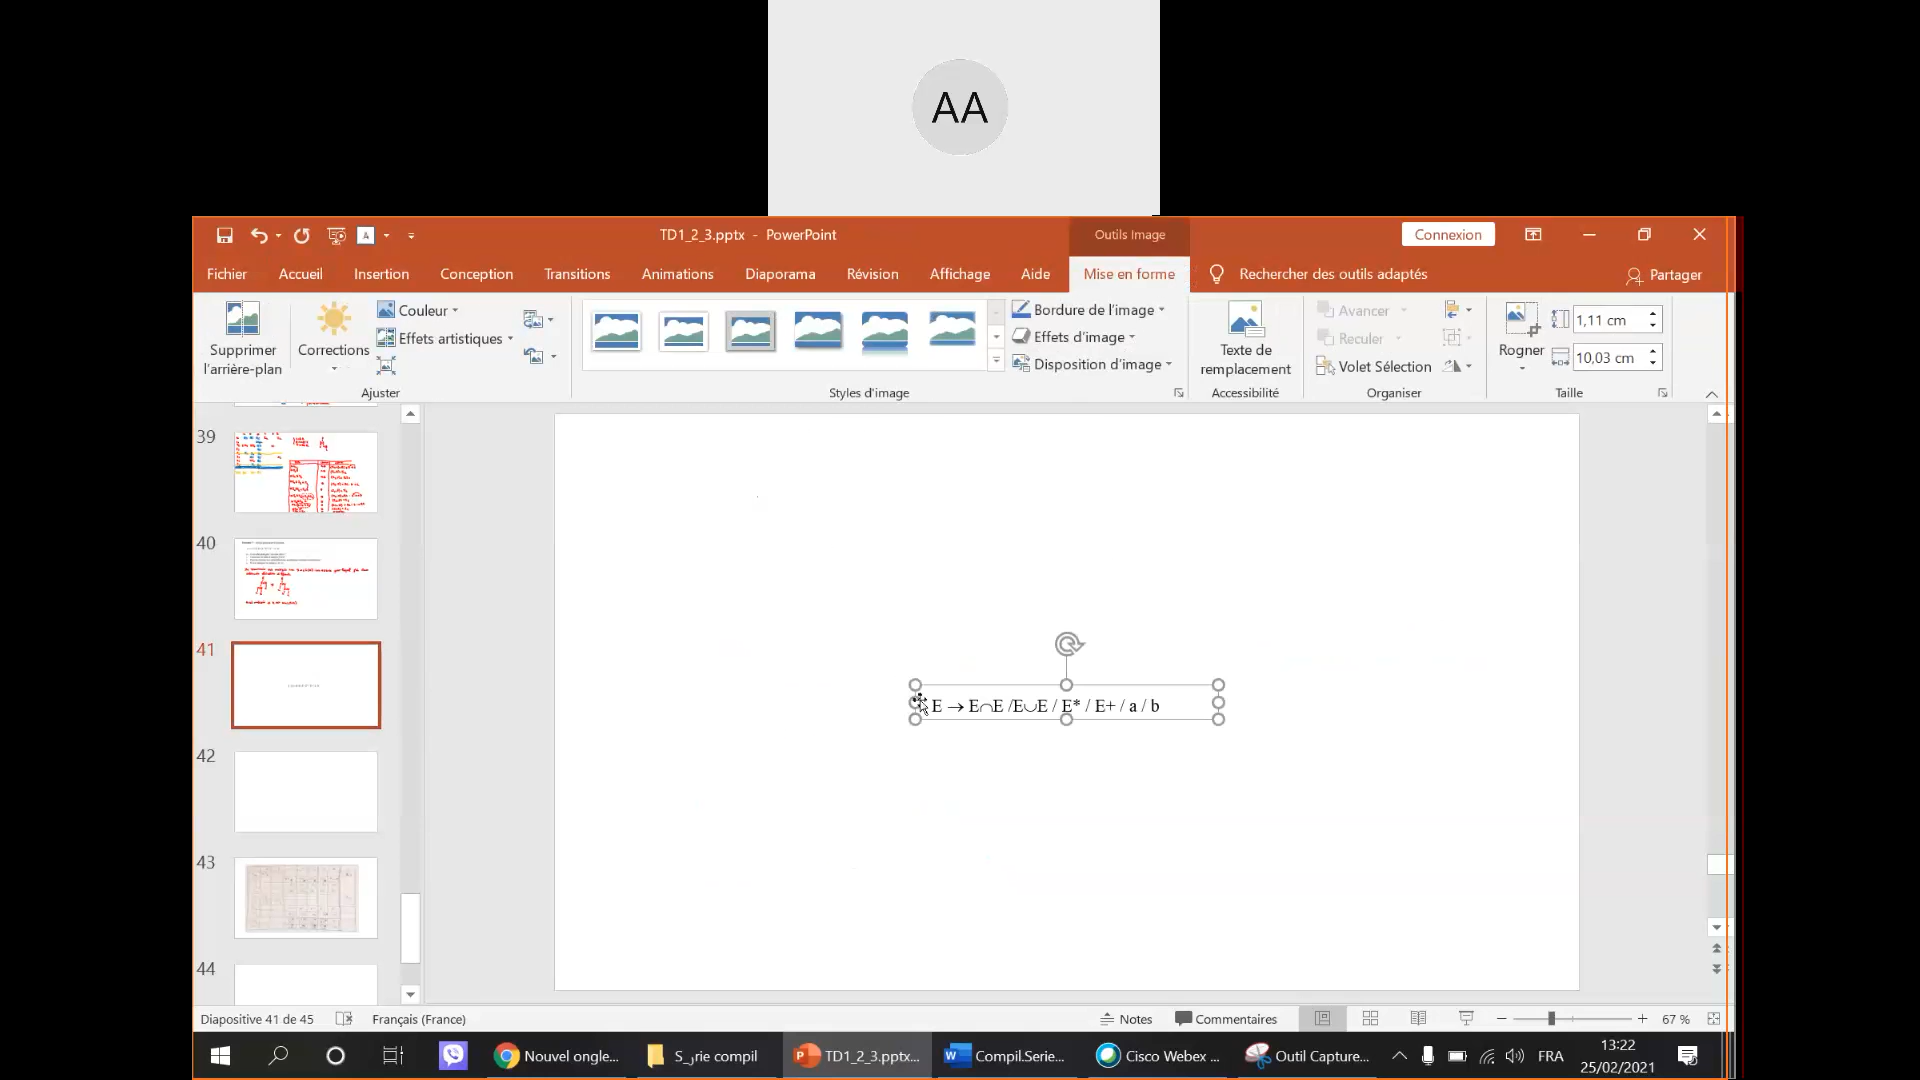 AA
TD1_2_3.pptx - PowerPoint
Outils Image
Connexion
Fichier Accueil Insertion Conception Transitions Animations Diaporama Révision Affichage Aide Mise en forme Rechercher des outils adaptés Partager
Supprimer l'arrière-plan
Corrections
Couleur
Effets artistiques
Ajuster
Styles d'image
Bordure de l'image
Effets d'image
Disposition d'image
Texte de remplacement
Accessibilité
Avancer
Reculer
Volet Sélection
Organiser
Rogner
1,11 cm
10,03 cm
Taille
39
40
41
42
43
44
E → E∩E /E∪E / E* / E+ / a / b
Diapositive 41 de 45 Français (France) Notes Commentaires 67 %
Nouvel ongle... TD1_2_3.pptx... Compil.Serie... Cisco Webex ... Outil Capture... FRA
13:22
25/02/2021